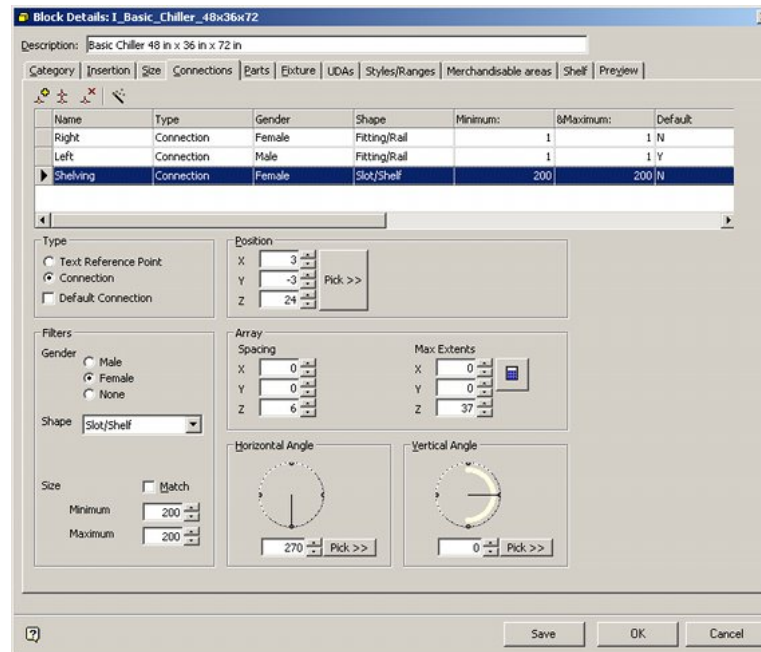 Block Details: I_Basic_Chiller_48x36x72
Description: Basic Chiller 48 in x 36 in x 72 in
Category Insertion Size Connections Parts Fixture UDAs Styles/Ranges Merchandisable areas Shelf Preview
Name Type Gender Shape Minimum: &Maximum: Default
Right Connection Female Fitting/Rail 1 1 N
Left Connection Male Fitting/Rail 1 1 Y
Shelving Connection Female Slot/Shelf 200 200 N
Type
Text Reference Point
Connection
Default Connection
Position
X 3
Y -3
Z 24
Pick >>
Filters
Gender
Male
Female
None
Shape Slot/Shelf
Size Match
Minimum 200
Maximum 200
Array
Spacing
X 0
Y 0
Z 6
Max Extents
X 0
Y 0
Z 37
Horizontal Angle
270 Pick >>
Vertical Angle
0 Pick >>
? Save OK Cancel